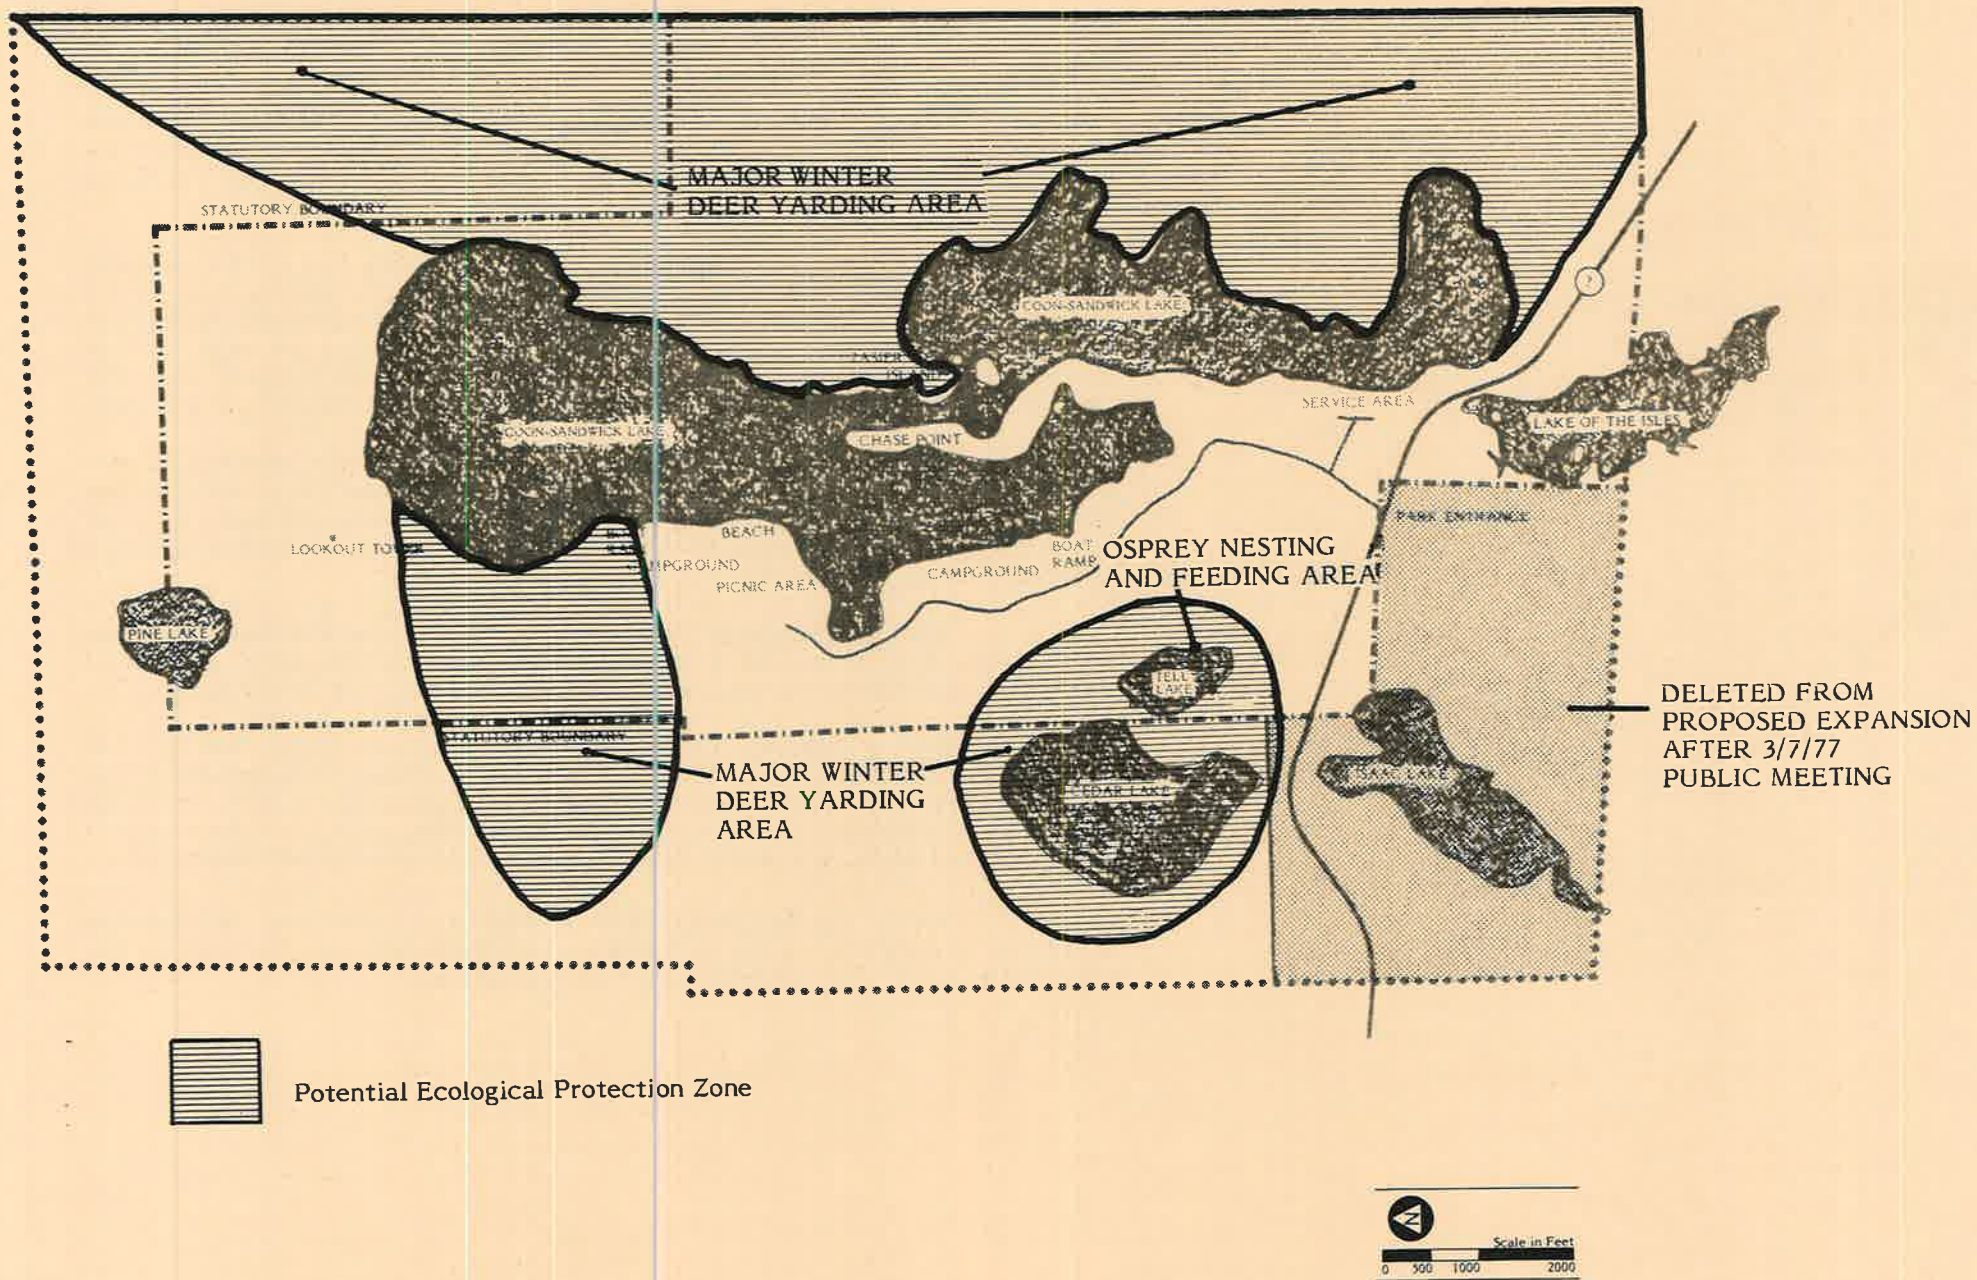 MAJOR WINTER
DEER YARDING AREA
STATUTORY BOUNDARY
COON-SANDWICK LAKE
SERVICE AREA
LAKE OF THE ISLES
COON-SANDWICK LAKE
CHASE POINT
PARK ENTRANCE
BEACH
LOOKOUT TOWER
BOAT
RAMP
OSPREY NESTING
AND FEEDING AREA
CAMPGROUND
CAMPGROUND
PICNIC AREA
PINE LAKE
TELL
LAKE
DELETED FROM
PROPOSED EXPANSION
AFTER 3/7/77
PUBLIC MEETING
STATUTORY BOUNDARY
MAJOR WINTER
DEER YARDING
AREA
CEDAR LAKE
ISAAC LAKE
Potential Ecological Protection Zone
N
Scale in Feet
0 500 1000 2000